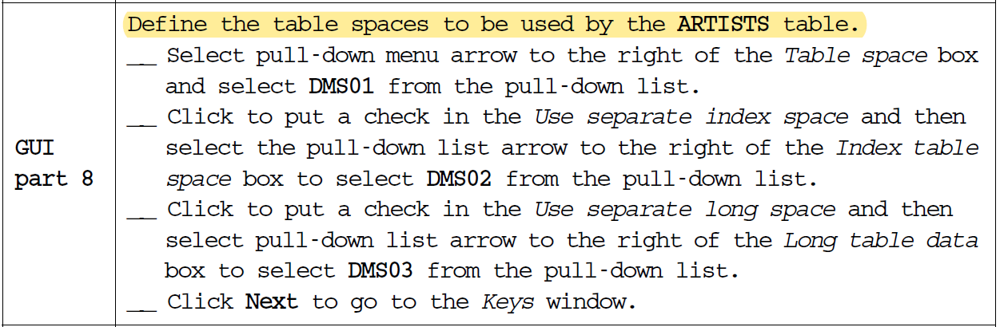 Define the table spaces to be used by the ARTISTS table.
__ Select pull-down menu arrow to the right of the Table space box
and select DMS01 from the pull-down list.
__ Click to put a check in the Use separate index space and then
GUI
select the pull-down list arrow to the right of the Index table
part 8
space box to select DMS02 from the pull-down list.
__ Click to put a check in the Use separate long space and then
select pull-down list arrow to the right of the Long table data
box to select DMS03 from the pull-down list.
__ Click Next to go to the Keys window.